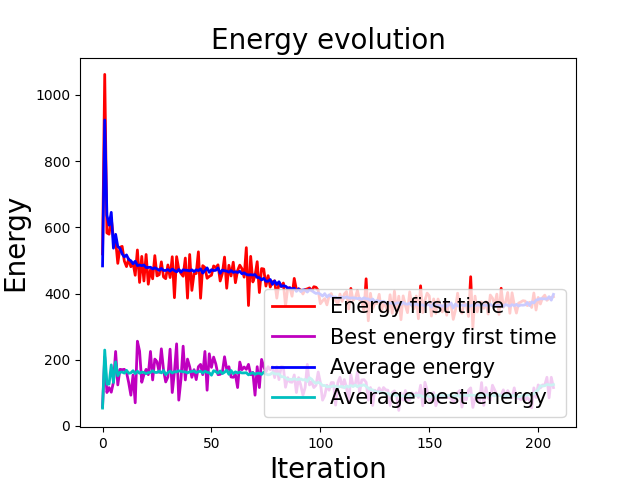 Energy evolution
Energy
1000
800
600
400
200
0
Energy first time
Best energy first time
Average energy
Average best energy
0
50
100
150
200
Iteration